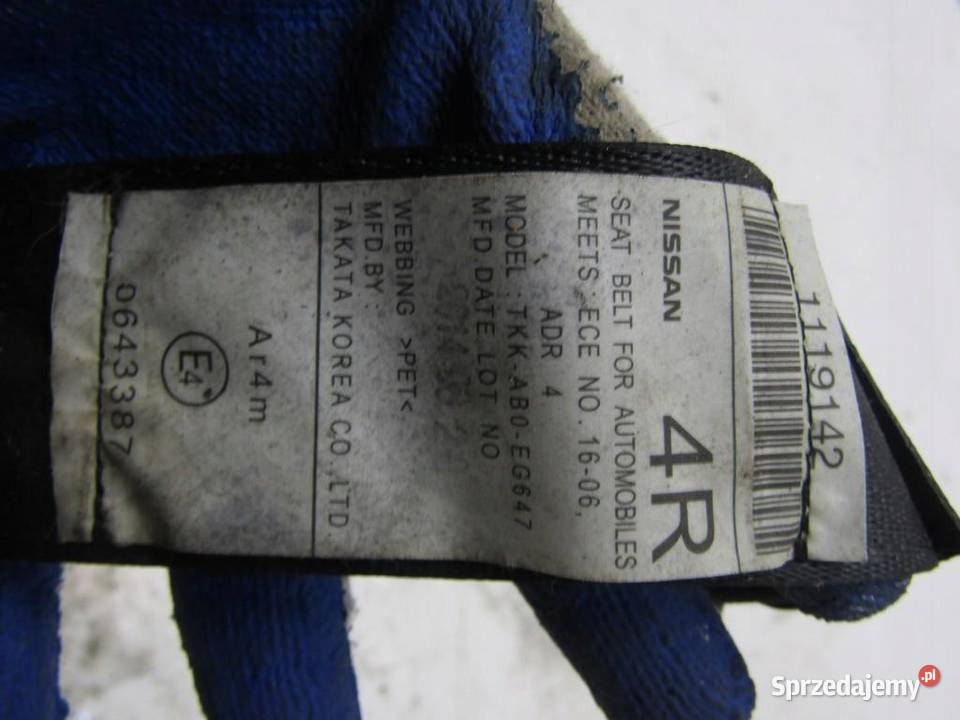 1119142
NISSAN 4R
SEAT BELT FOR AUTOMOBILES
MEETS : ECE NO. 16-06,
ADR 4
MODEL : TKK-AB0-EG647
MFD DATE LOT NO
WEBBING >PET<
MFD.BY :
TAKATA KOREA CO.,LTD.
Ar4m
E4
0643387
Sprzedajemy.pl